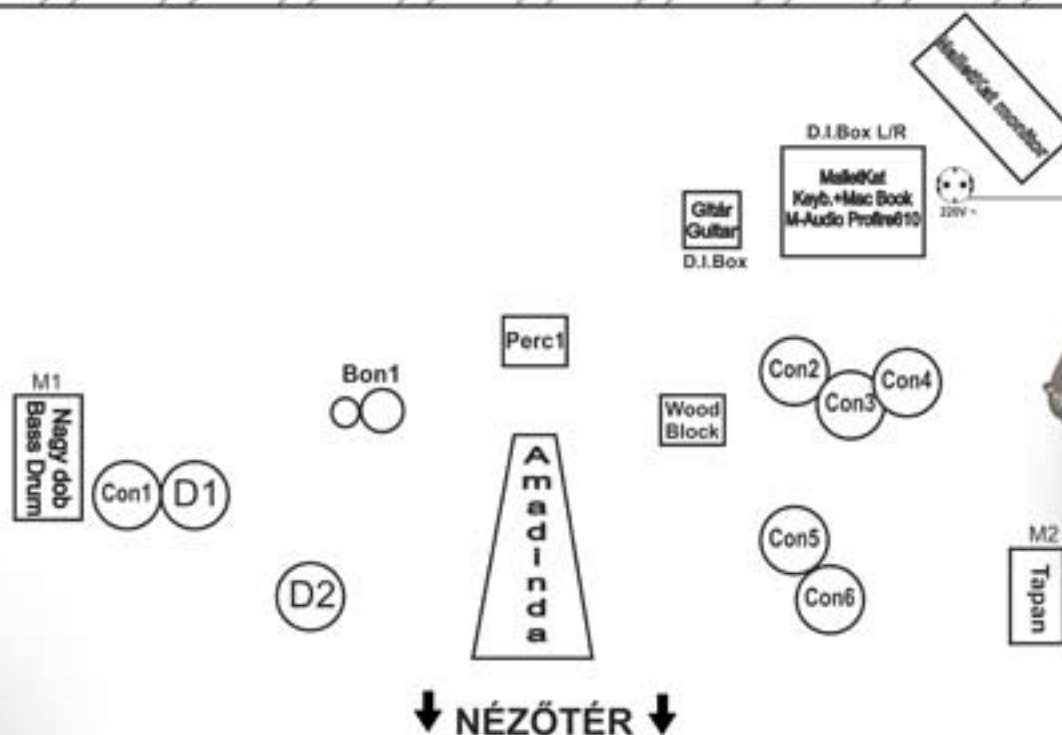 MalletKat monitor
D.I.Box L/R
MalletKat
Keyb.+Mac Book
M-Audio Profire610
220V ~
Gitár
Guitar
D.I.Box
Perc1
Bon1
M1
Nagy dob
Bass Drum
Con1
D1
D2
Amadinda
Wood
Block
Con2
Con3
Con4
Con5
Con6
M2
Tapan
NÉZŐTÉR